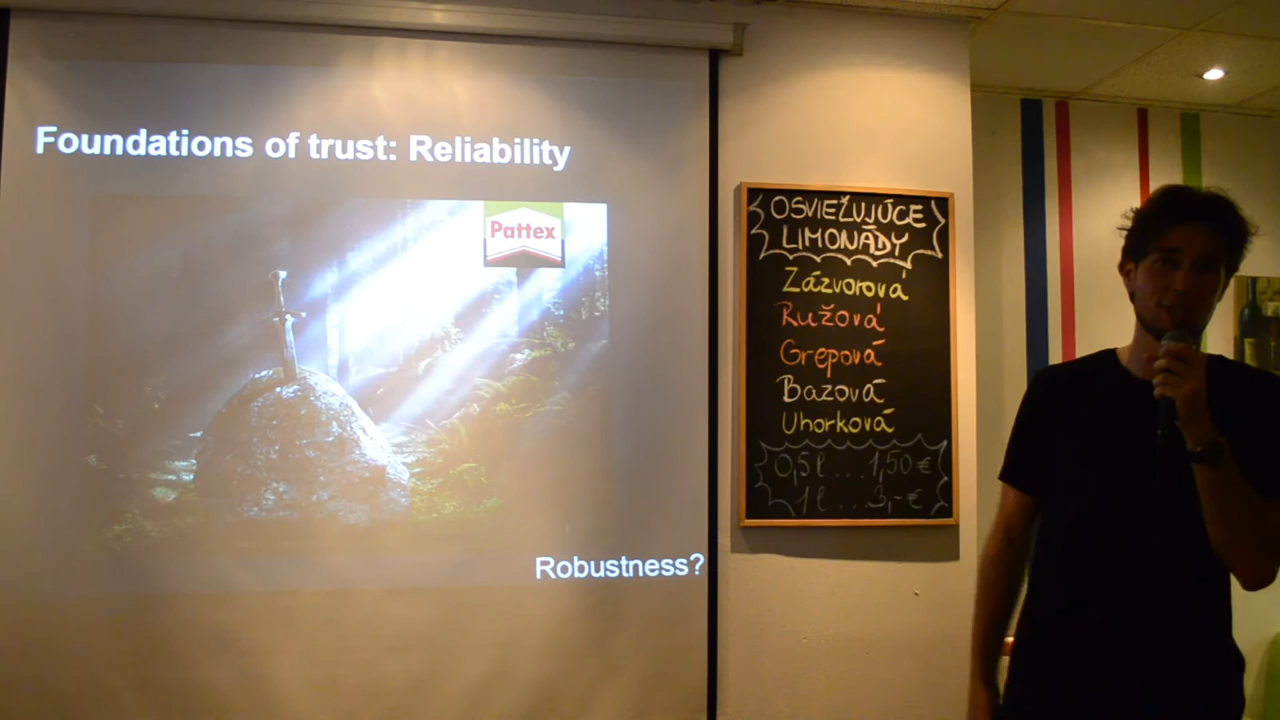 Foundations of trust: Reliability
Pattex
Robustness?
OSVIEŽUJÚCE
LIMONÁDY
Zázvorová
Ružová
Grepová
Bazová
Uhorková
0,5l...1,50€
1l..3,-€